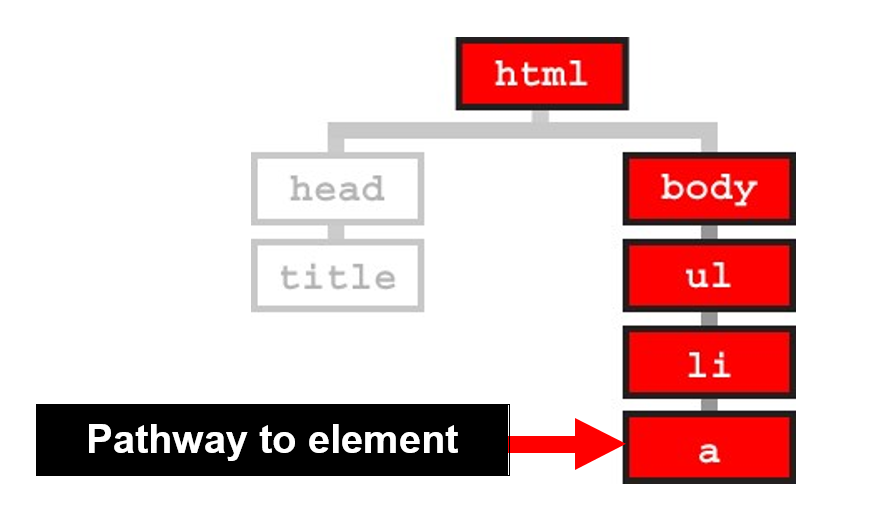 html
head
body
title
ul
li
Pathway to element
a